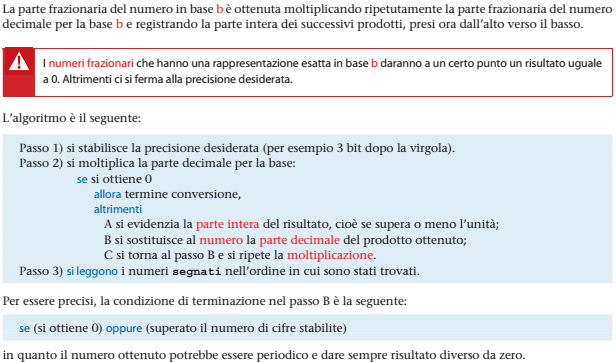 La parte frazionaria del numero in base b è ottenuta moltiplicando ripetutamente la parte frazionaria del numero
decimale per la base b e registrando la parte intera dei successivi prodotti, presi ora dall'alto verso il basso.
I numeri frazionari che hanno una rappresentazione esatta in base b daranno a un certo punto un risultato uguale
a 0. Altrimenti ci si ferma alla precisione desiderata.
L'algoritmo è il seguente:
Passo 1) si stabilisce la precisione desiderata (per esempio 3 bit dopo la virgola).
Passo 2) si moltiplica la parte decimale per la base:
se si ottiene 0
allora termine conversione,
altrimenti
A si evidenzia la parte intera del risultato, cioè se supera o meno l'unità;
B si sostituisce al numero la parte decimale del prodotto ottenuto;
C si torna al passo B e si ripete la moltiplicazione.
Passo 3) si leggono i numeri segnati nell'ordine in cui sono stati trovati.
Per essere precisi, la condizione di terminazione nel passo B è la seguente:
se (si ottiene 0) oppure (superato il numero di cifre stabilite)
in quanto il numero ottenuto potrebbe essere periodico e dare sempre risultato diverso da zero.